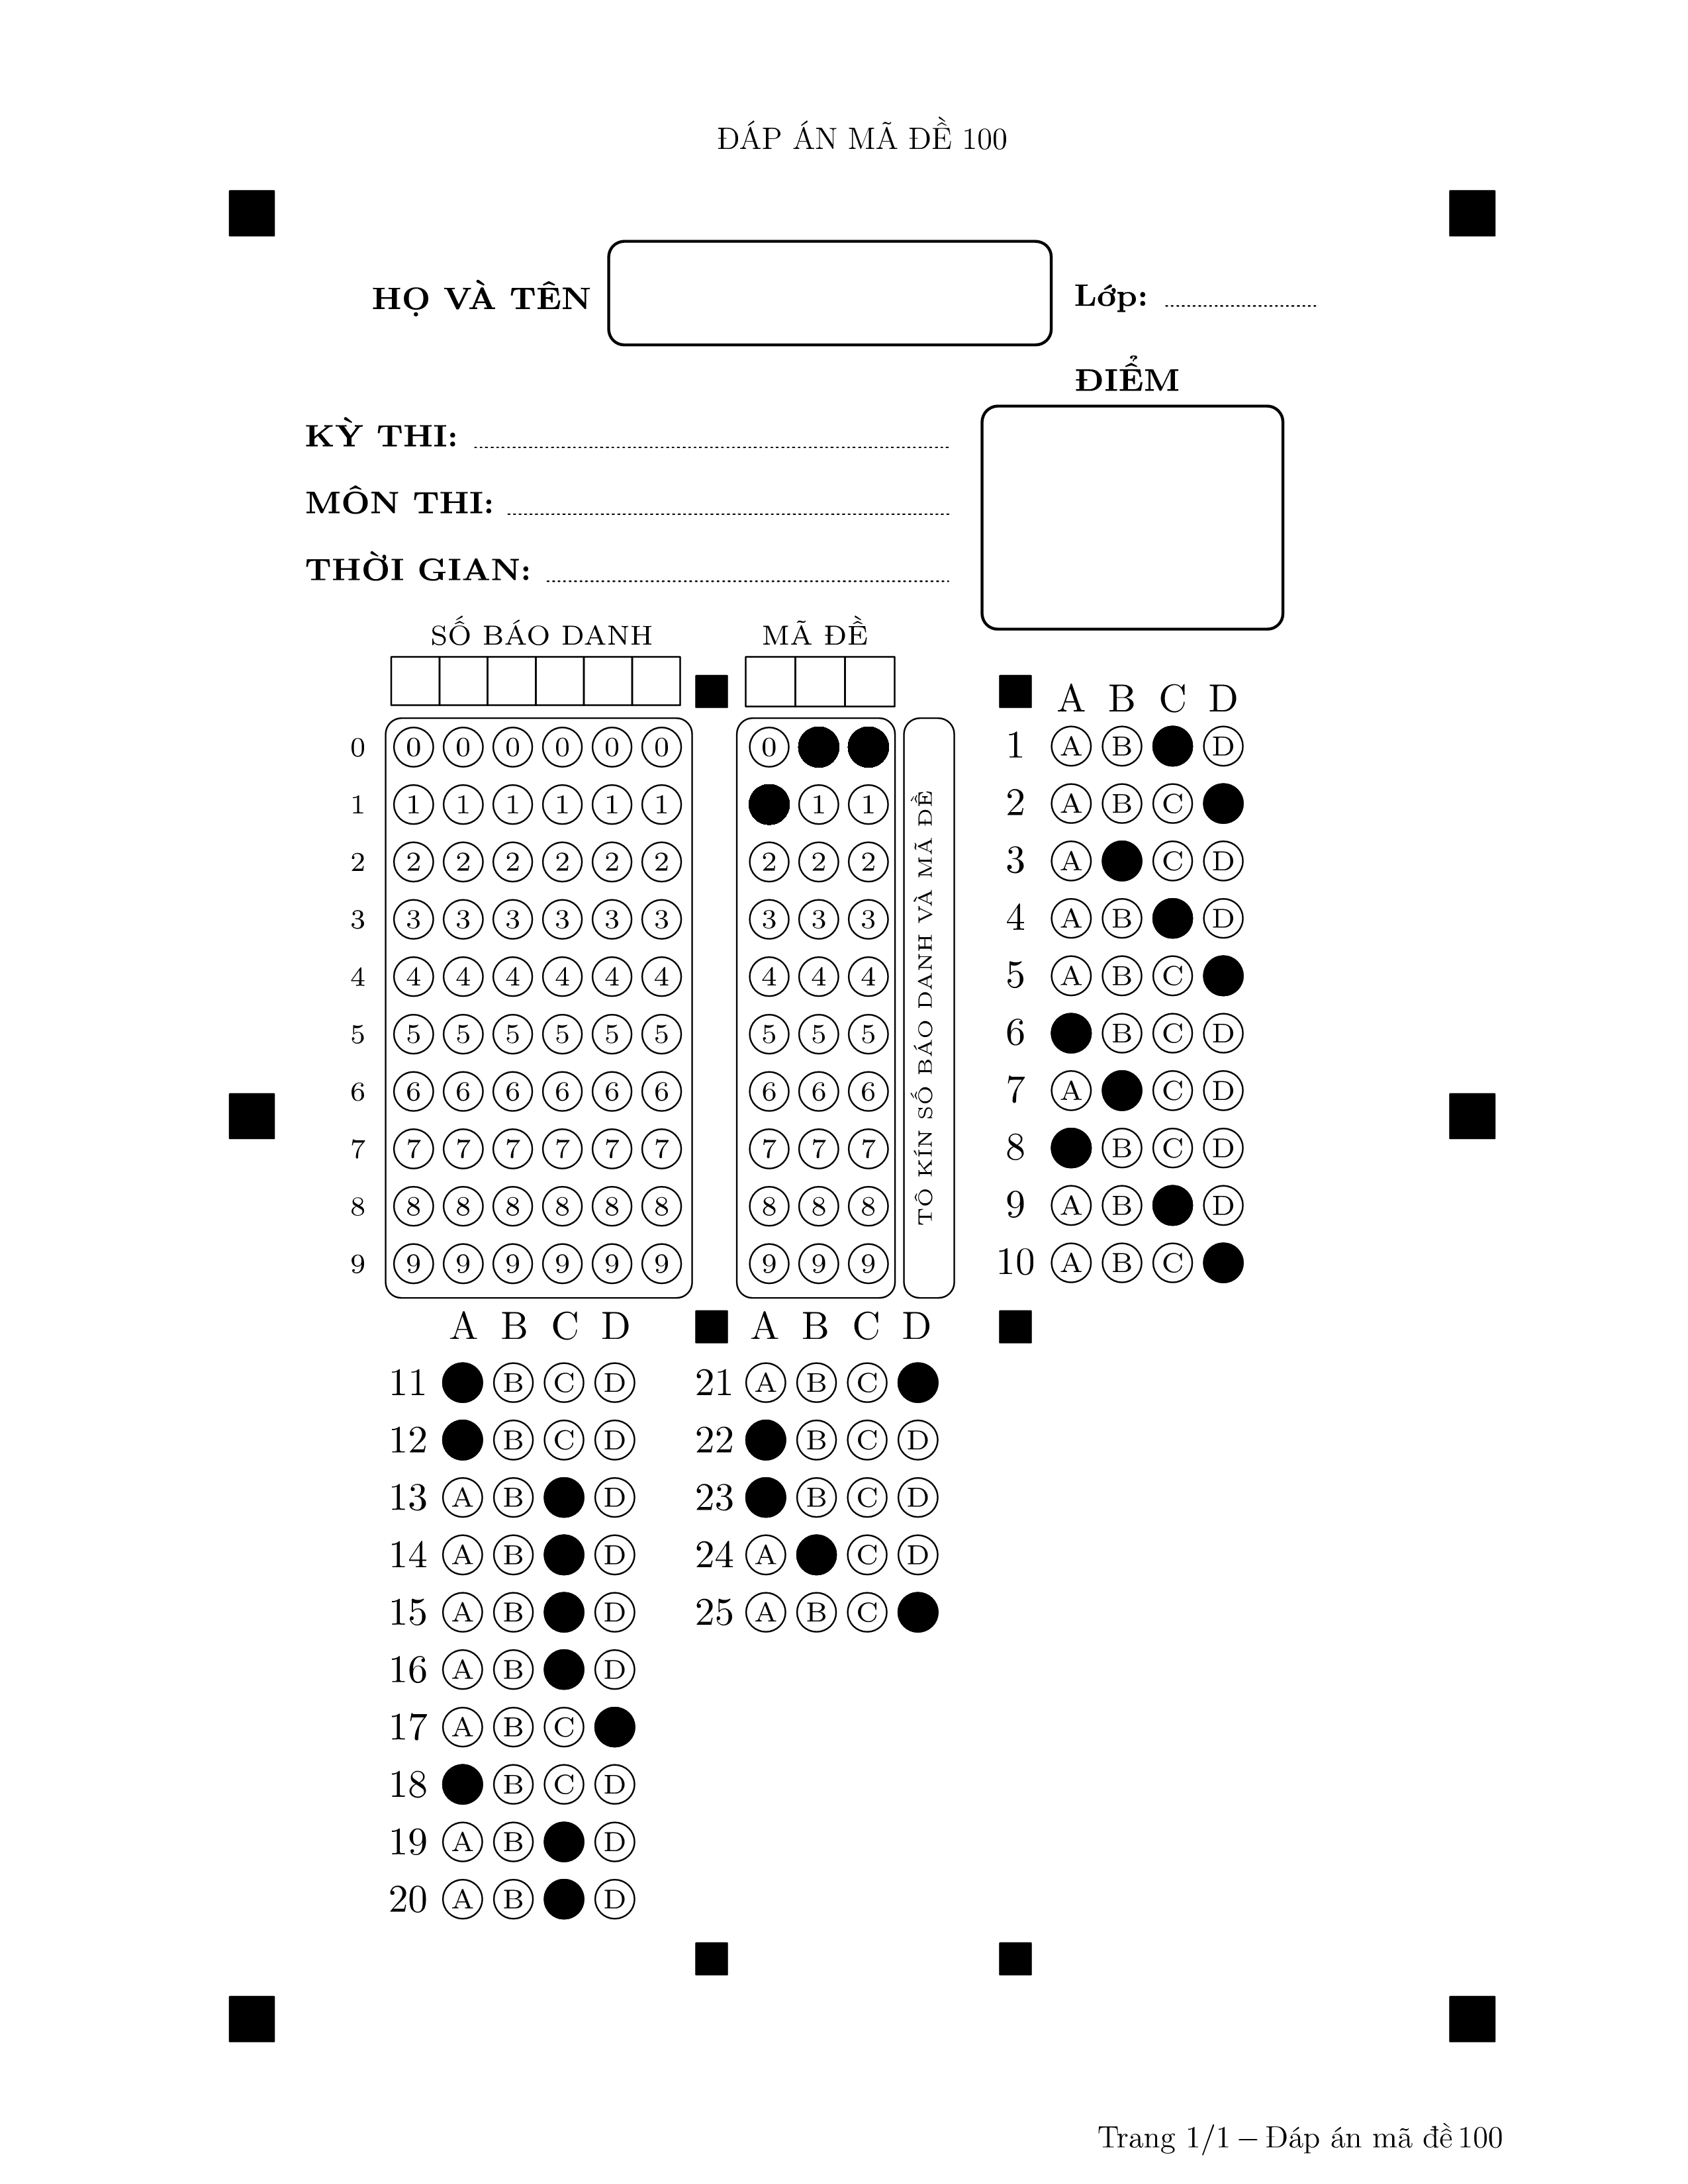 ĐÁP ÁN MÃ ĐỀ 100
HỌ VÀ TÊN
Lớp:
ĐIỂM
KỲ THI:
MÔN THI:
THỜI GIAN:
SỐ BÁO DANH
MÃ ĐỀ
0 0 0 0 0 0 0 0
1 1 1 1 1 1 1 1 1
2 2 2 2 2 2 2 2 2 2
3 3 3 3 3 3 3 3 3 3
4 4 4 4 4 4 4 4 4 4
5 5 5 5 5 5 5 5 5 5
6 6 6 6 6 6 6 6 6 6
7 7 7 7 7 7 7 7 7 7
8 8 8 8 8 8 8 8 8 8
9 9 9 9 9 9 9 9 9 9
TÔ KÍN SỐ BÁO DANH VÀ MÃ ĐỀ
A B C D
1 A B D
2 A B C
3 A C D
4 A B D
5 A B C
6 B C D
7 A C D
8 B C D
9 A B D
10 A B C
A B C D
11 B C D
12 B C D
13 A B D
14 A B D
15 A B D
16 A B D
17 A B C
18 B C D
19 A B D
20 A B D
A B C D
21 A B C
22 B C D
23 B C D
24 A C D
25 A B C
Trang 1/1 – Đáp án mã đề 100